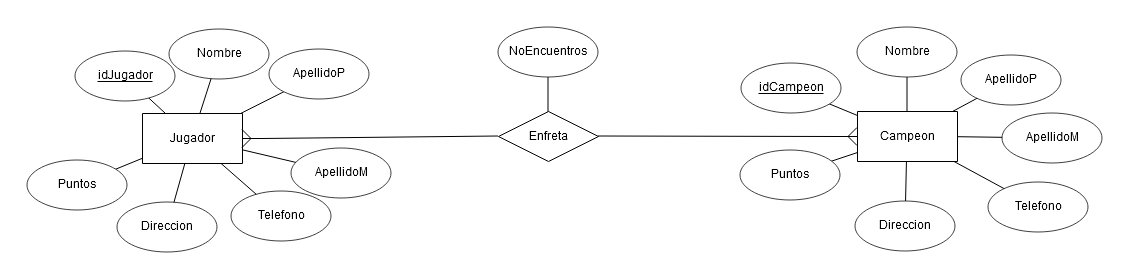 Nombre
idJugador
ApellidoP
Jugador
ApellidoM
Puntos
Direccion
Telefono
NoEncuentros
Enfreta
Nombre
idCampeon
ApellidoP
Campeon
ApellidoM
Puntos
Direccion
Telefono